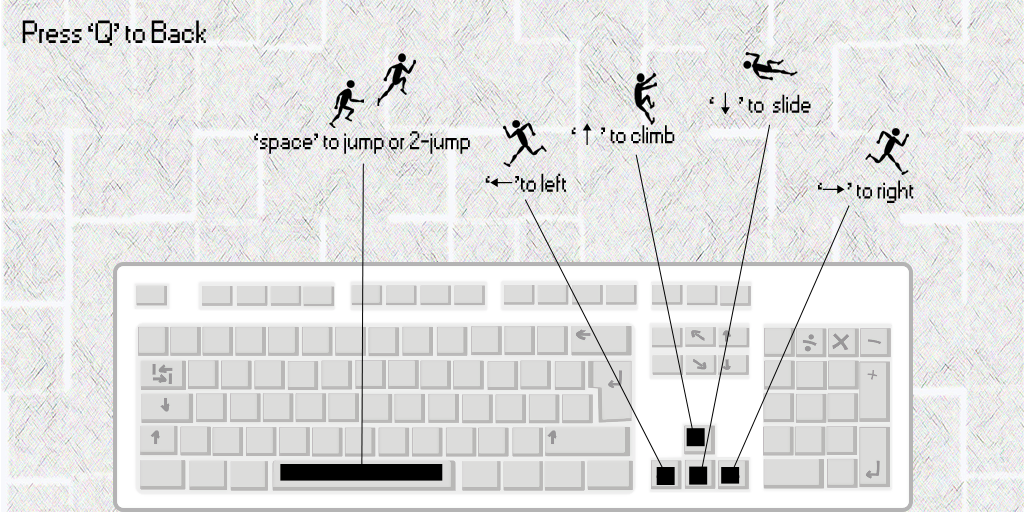 Press ‘Q’ to Back
‘space’ to jump or 2-jump
‘←’to left
‘↑ ’ to climb
‘↓ ’ to slide
‘→’ to right